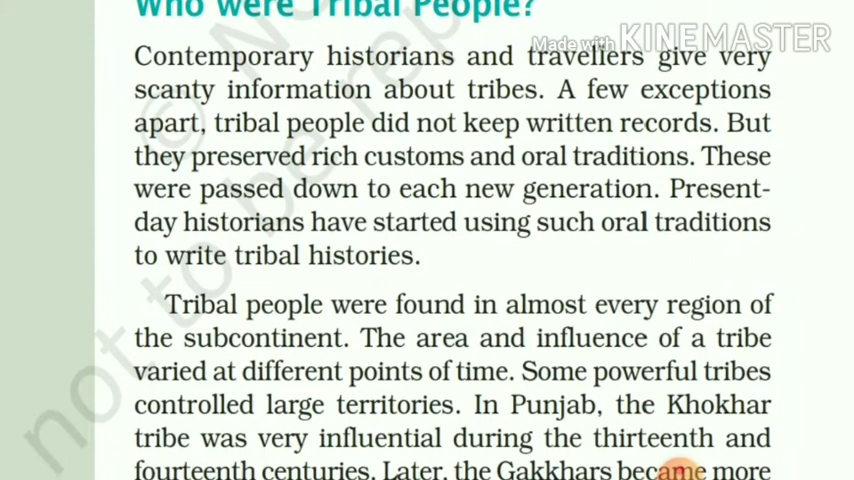 Who were Tribal People?
Made with KINEMASTER
Contemporary historians and travellers give very
scanty information about tribes. A few exceptions
apart, tribal people did not keep written records. But
they preserved rich customs and oral traditions. These
were passed down to each new generation. Present-
day historians have started using such oral traditions
to write tribal histories.
Tribal people were found in almost every region of
the subcontinent. The area and influence of a tribe
varied at different points of time. Some powerful tribes
controlled large territories. In Punjab, the Khokhar
tribe was very influential during the thirteenth and
fourteenth centuries. Later, the Gakkhars became more
© N
not to be rep